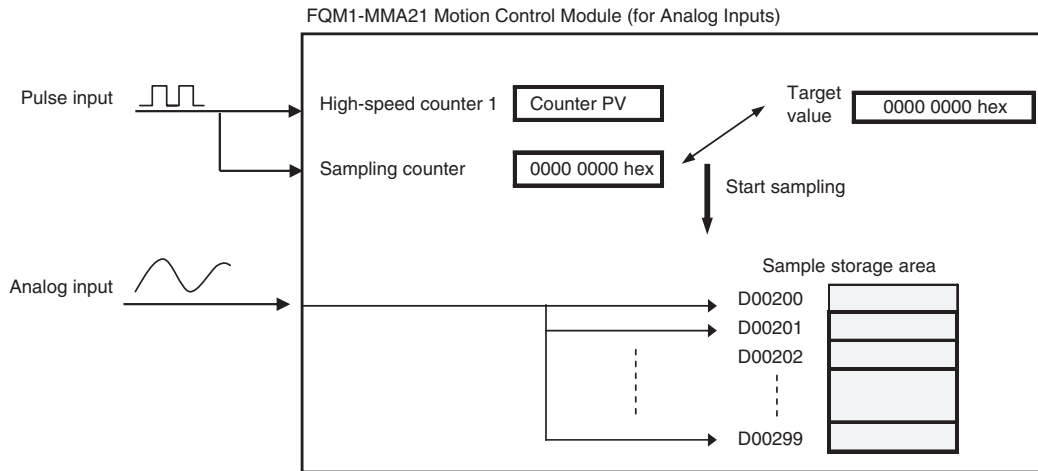 FQM1-MMA21 Motion Control Module (for Analog Inputs)
Pulse input
High-speed counter 1
Counter PV
Target
value
0000 0000 hex
Sampling counter
0000 0000 hex
Start sampling
Analog input
Sample storage area
D00200
D00201
D00202
D00299